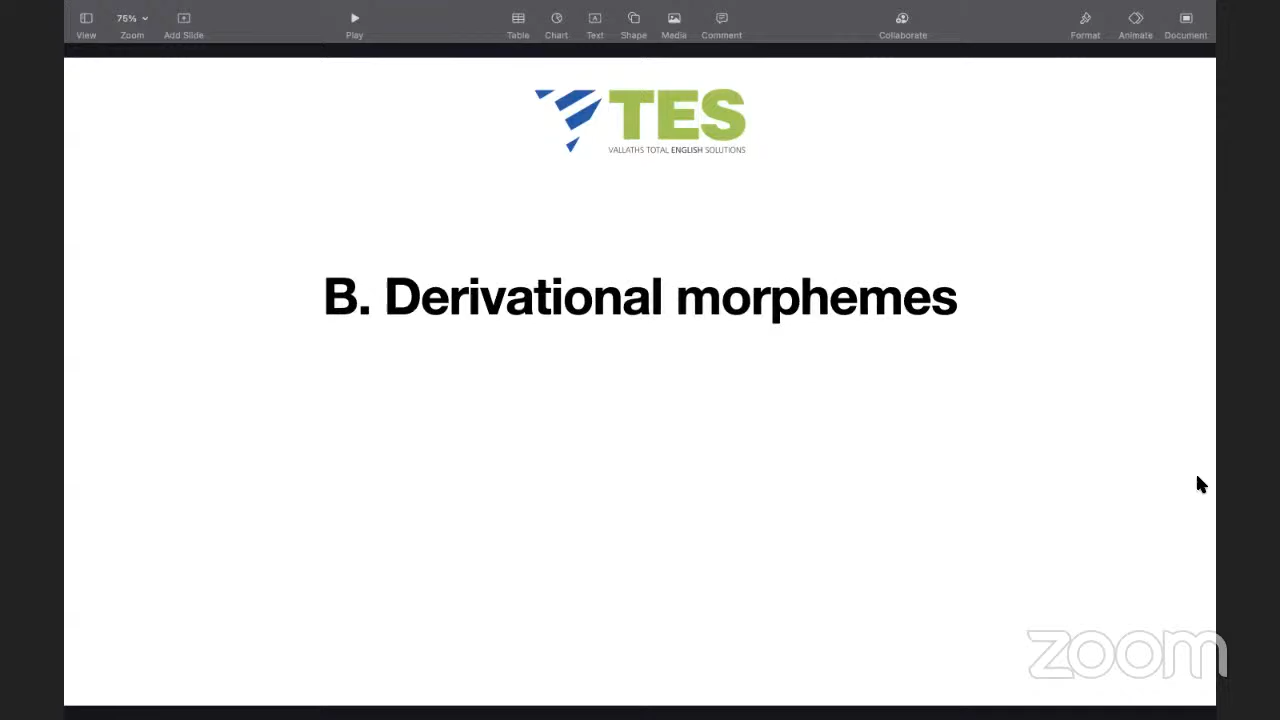 View 75% Zoom Add Slide Play Table Chart Text Shape Media Comment Collaborate Format Animate Document
TES
VALLATHS TOTAL ENGLISH SOLUTIONS
B. Derivational morphemes
zoom